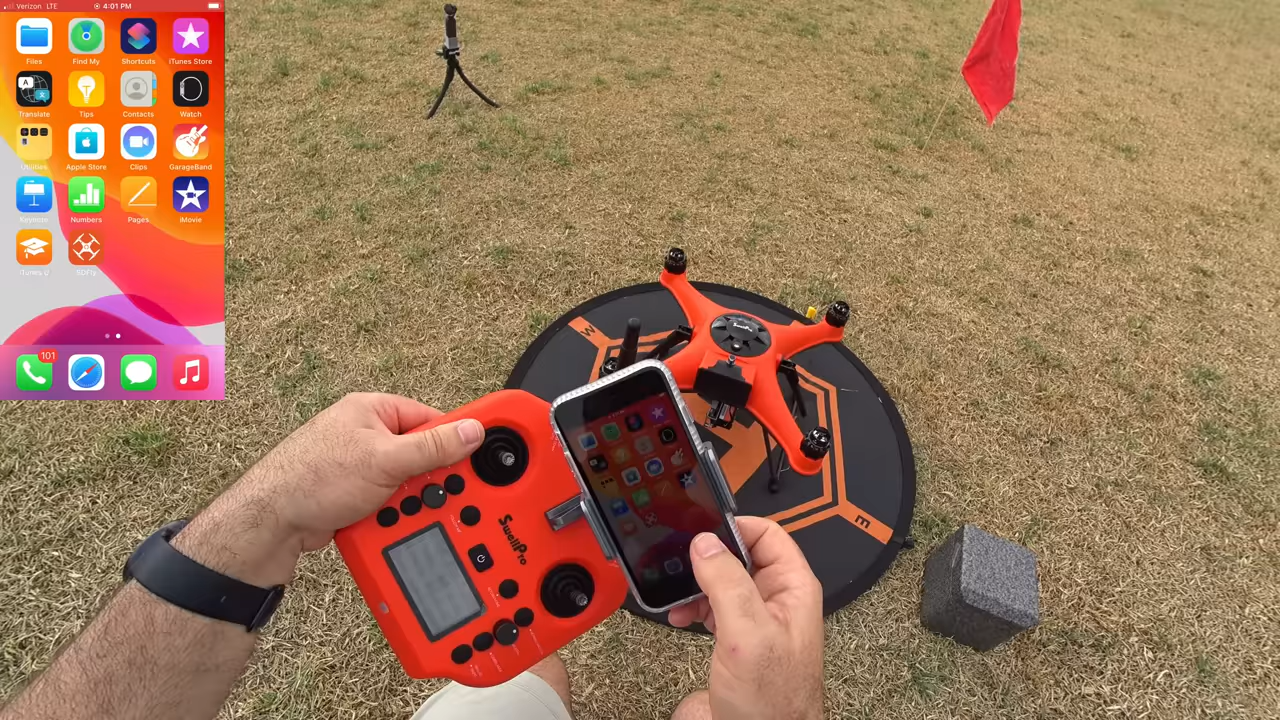 Verizon LTE 4:01 PM
Files Find My Shortcuts iTunes Store
A
Translate Tips Contacts Watch
Utilities Apple Store Clips GarageBand
Keynote Numbers Pages iMovie
iTunes U SDFly
101
SwellPro
SwellPro
W
E